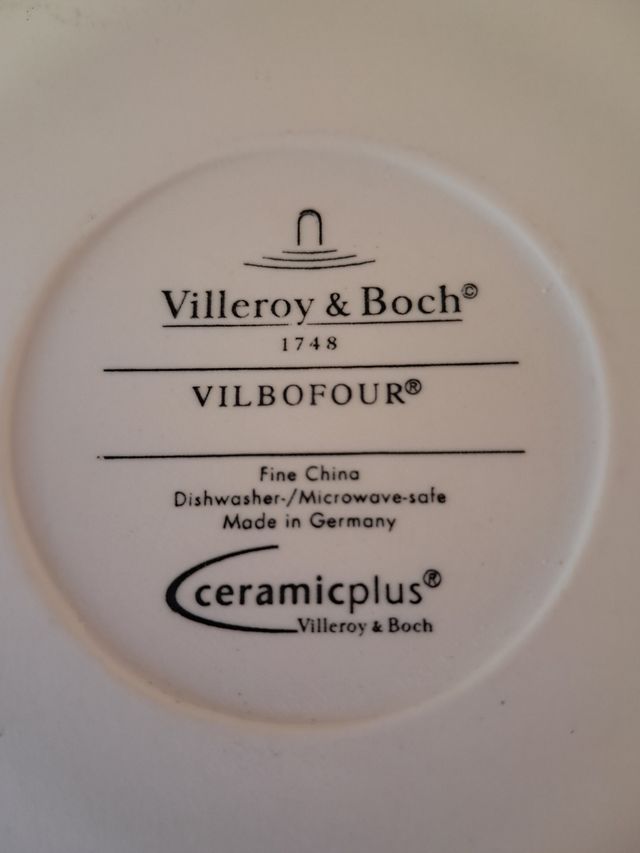 Villeroy & Boch©
1748
VILBOFOUR®
Fine China
Dishwasher-/Microwave-safe
Made in Germany
ceramicplus®
Villeroy & Boch